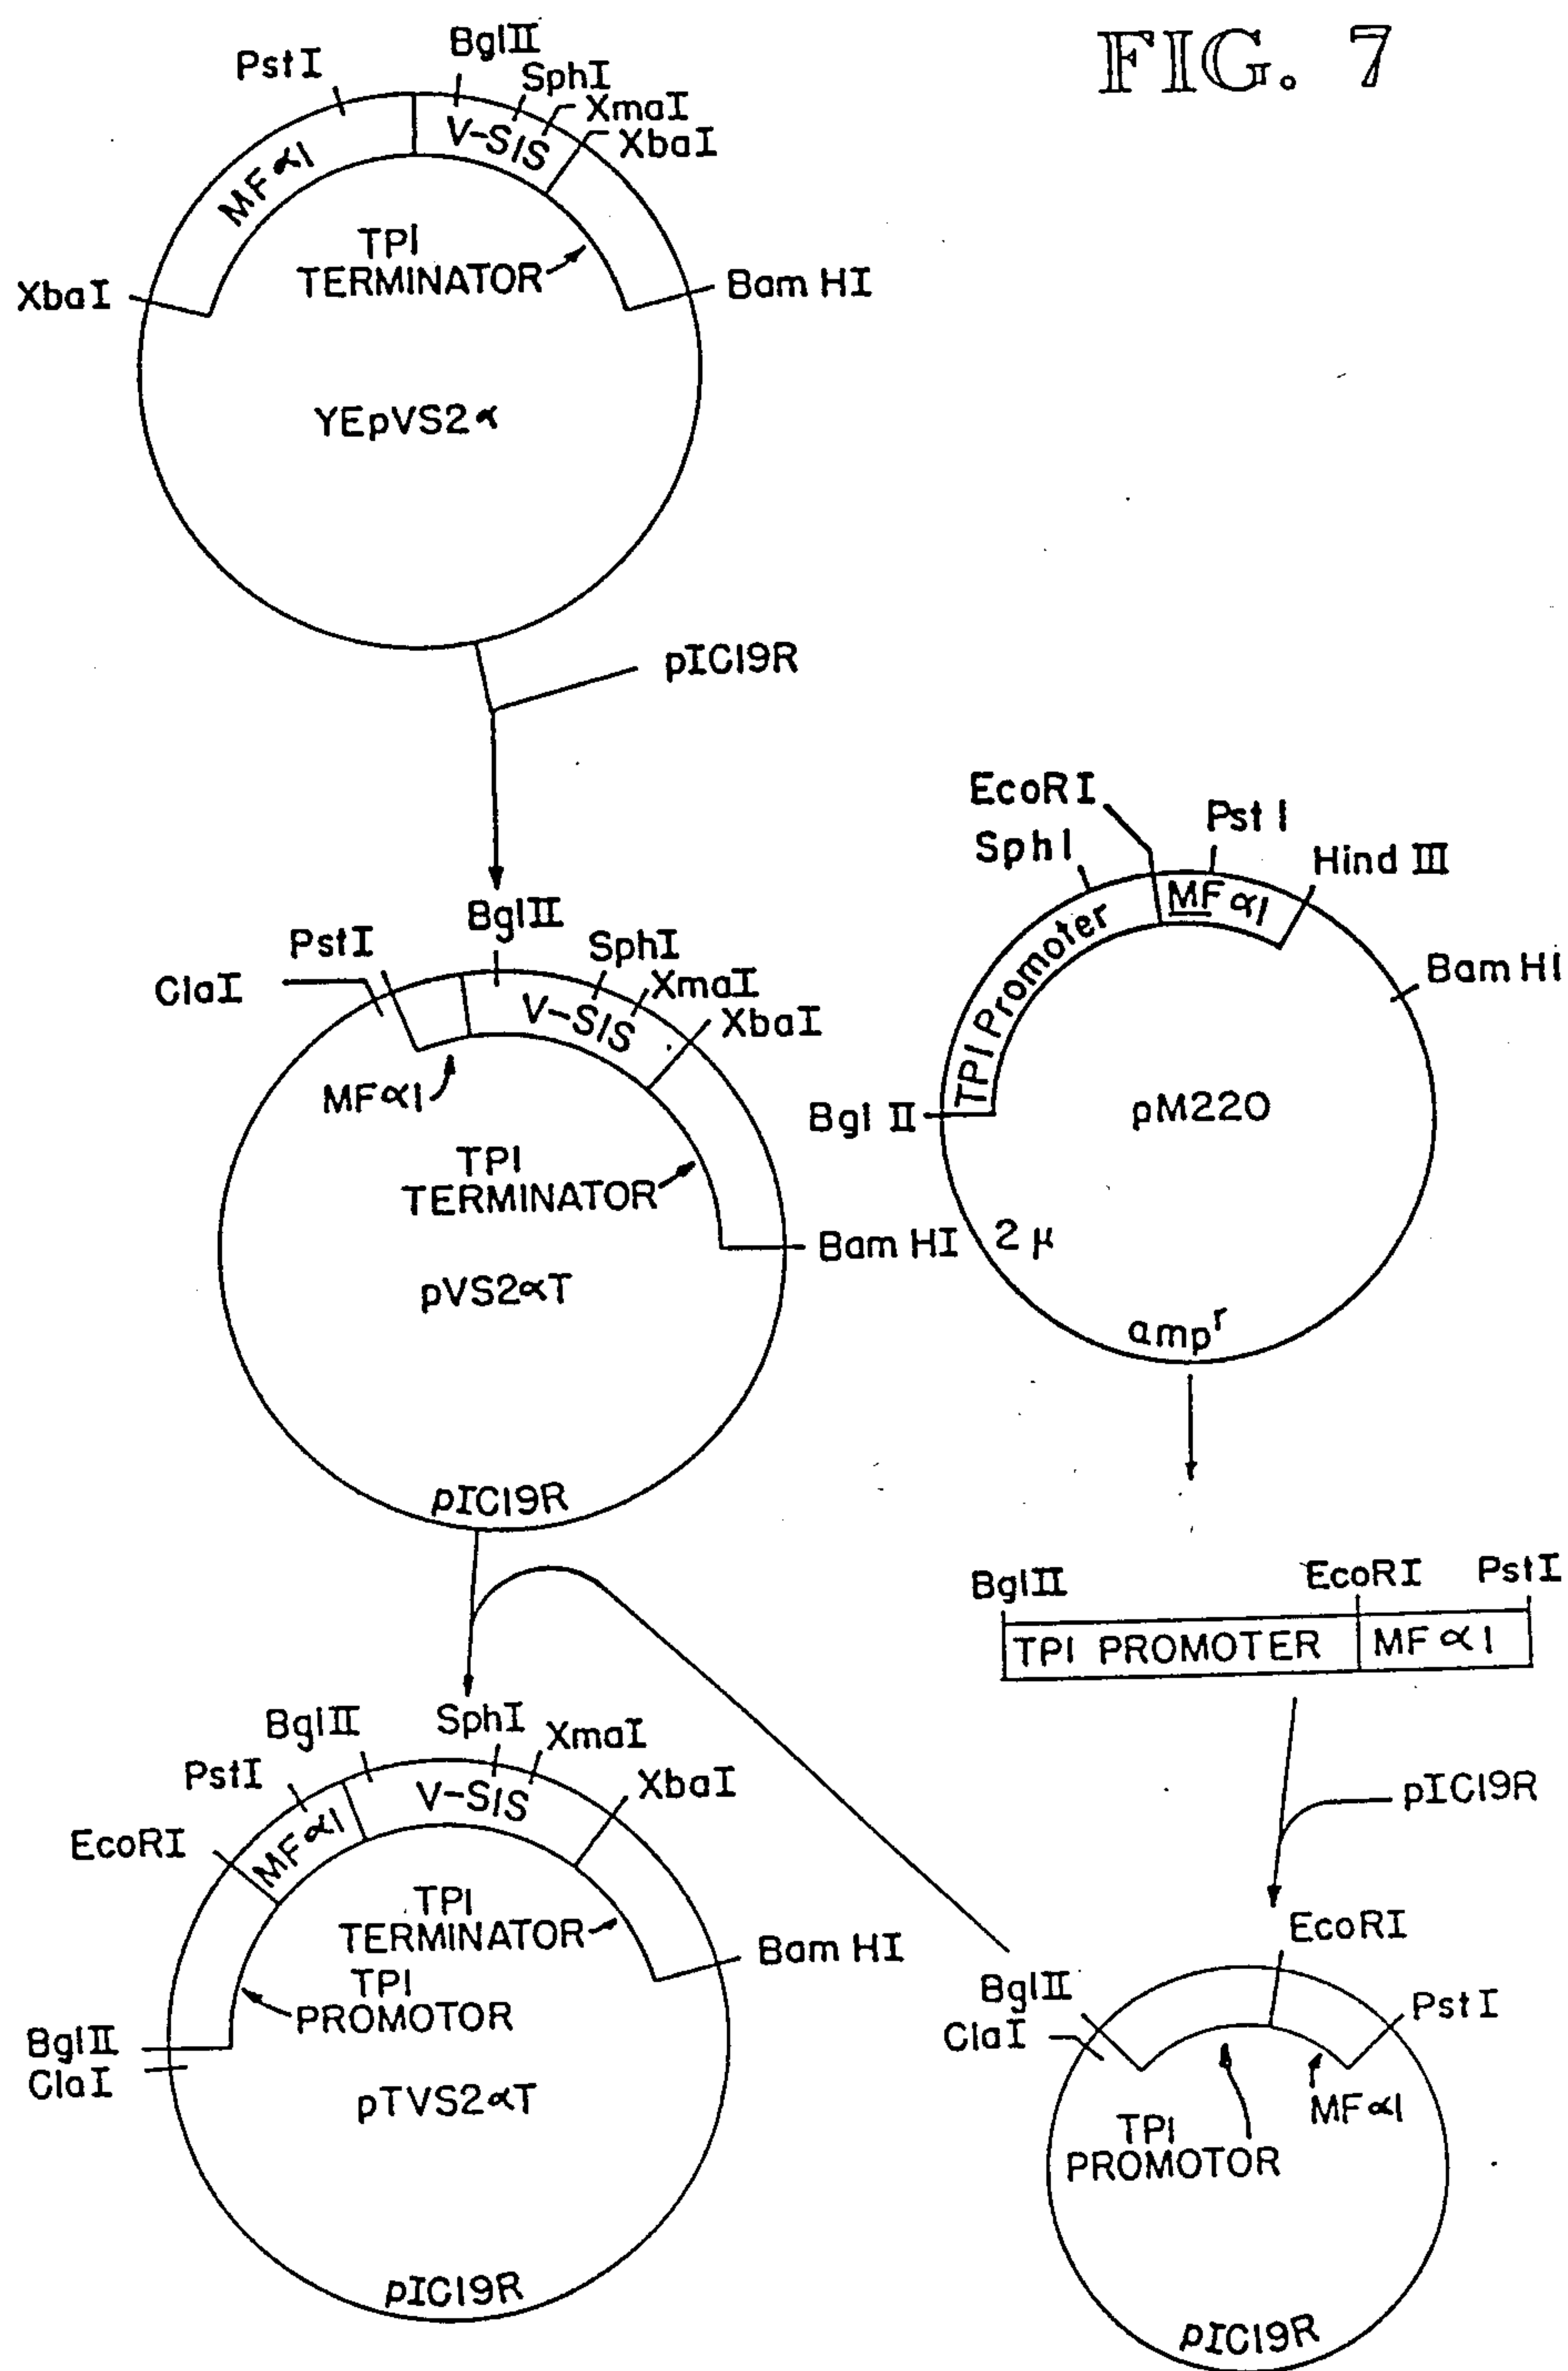 FIG. 7
PstI
BglII
SphI
XmaI
XbaI
MFα1
V-SIS
TPI
TERMINATOR
XbaI
Bam HI
YEpVS2α
pIC19R
BglII
PstI
SphI
ClaI
XmaI
V-SIS
XbaI
MFα1
TPI
TERMINATOR
Bam HI
pVS2αT
pIC19R
EcoRI
Pst I
SphI
Hind III
MFα1
TPI Promoter
Bam HI
Bgl II
pM220
2 μ
ampr
BglII
EcoRI
PstI
TPI PROMOTER
MFα1
pIC19R
SphI
BglII
XmaI
PstI
XbaI
V-SIS
EcoRI
MFα1
TPI
TERMINATOR
Bam HI
TPI
PROMOTOR
BglII
ClaI
pTVS2αT
pIC19R
EcoRI
BglII
PstI
ClaI
MFα1
TPI
PROMOTOR
pIC19R